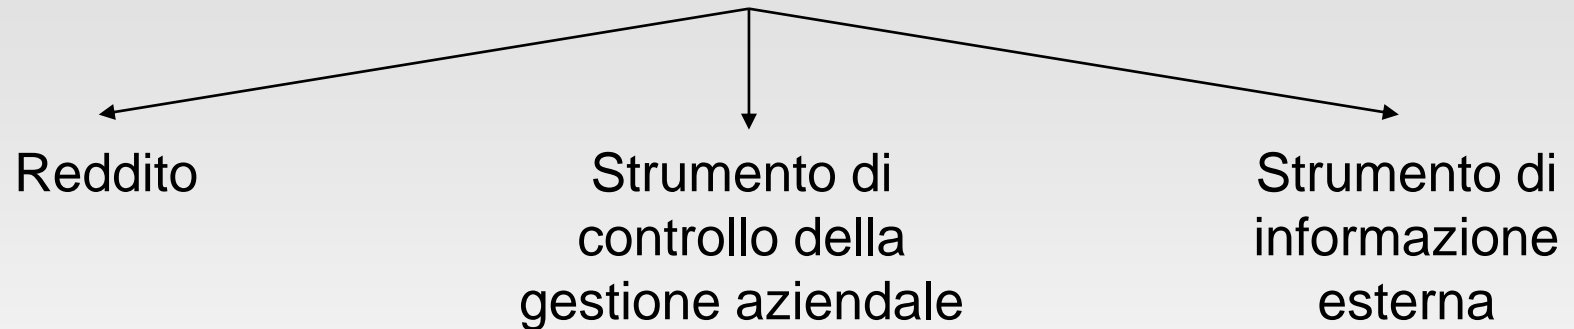 Reddito
Strumento di
controllo della
gestione aziendale
Strumento di
informazione
esterna